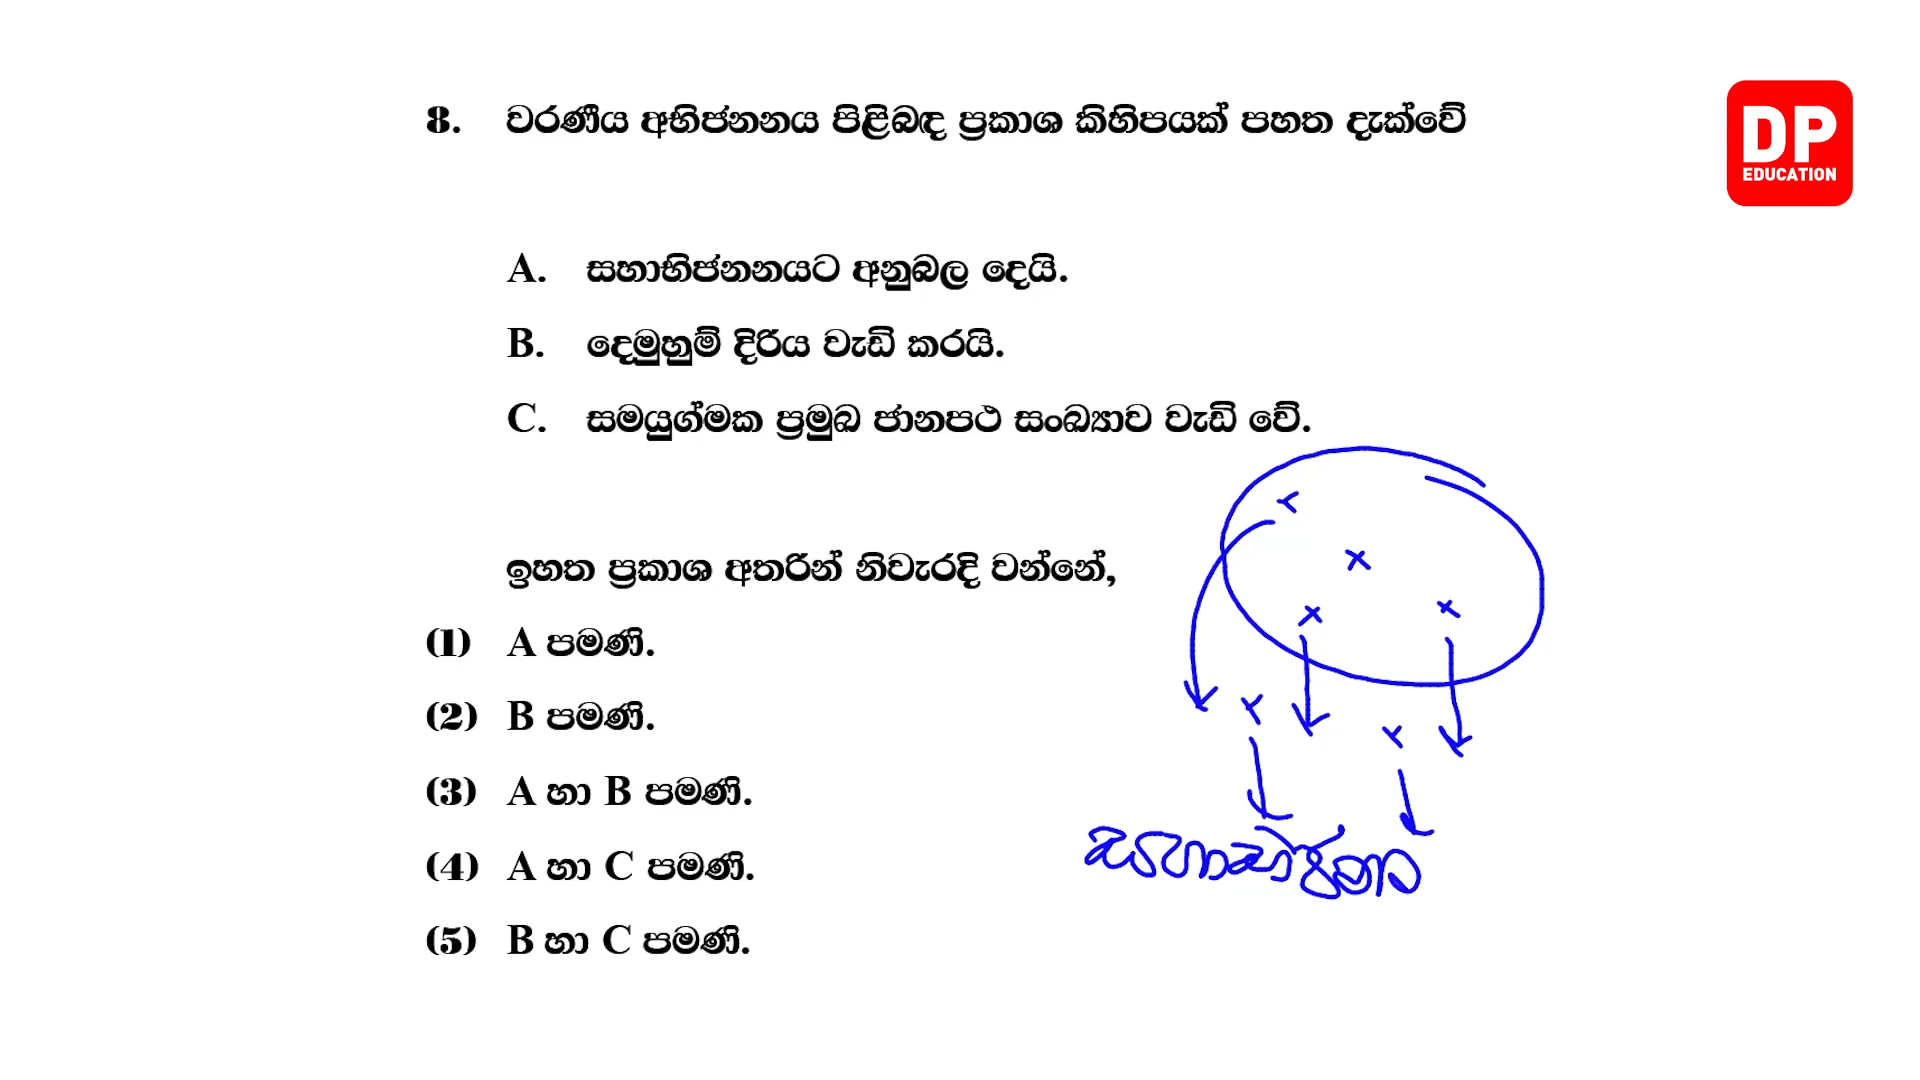 8. වරණීය අභිජනනය පිළිබඳ ප්‍රකාශ කිහිපයක් පහත දැක්වේ
DP
EDUCATION
A. සහාභිජනනයට අනුබල දෙයි.
B. දෙමුහුම් දිරිය වැඩි කරයි.
C. සමයුග්මක ප්‍රමුඛ ජානපථ සංඛ්‍යාව වැඩි වේ.
ඉහත ප්‍රකාශ අතරින් නිවැරදි වන්නේ,
(1) A පමණි.
(2) B පමණි.
(3) A හා B පමණි.
(4) A හා C පමණි.
(5) B හා C පමණි.